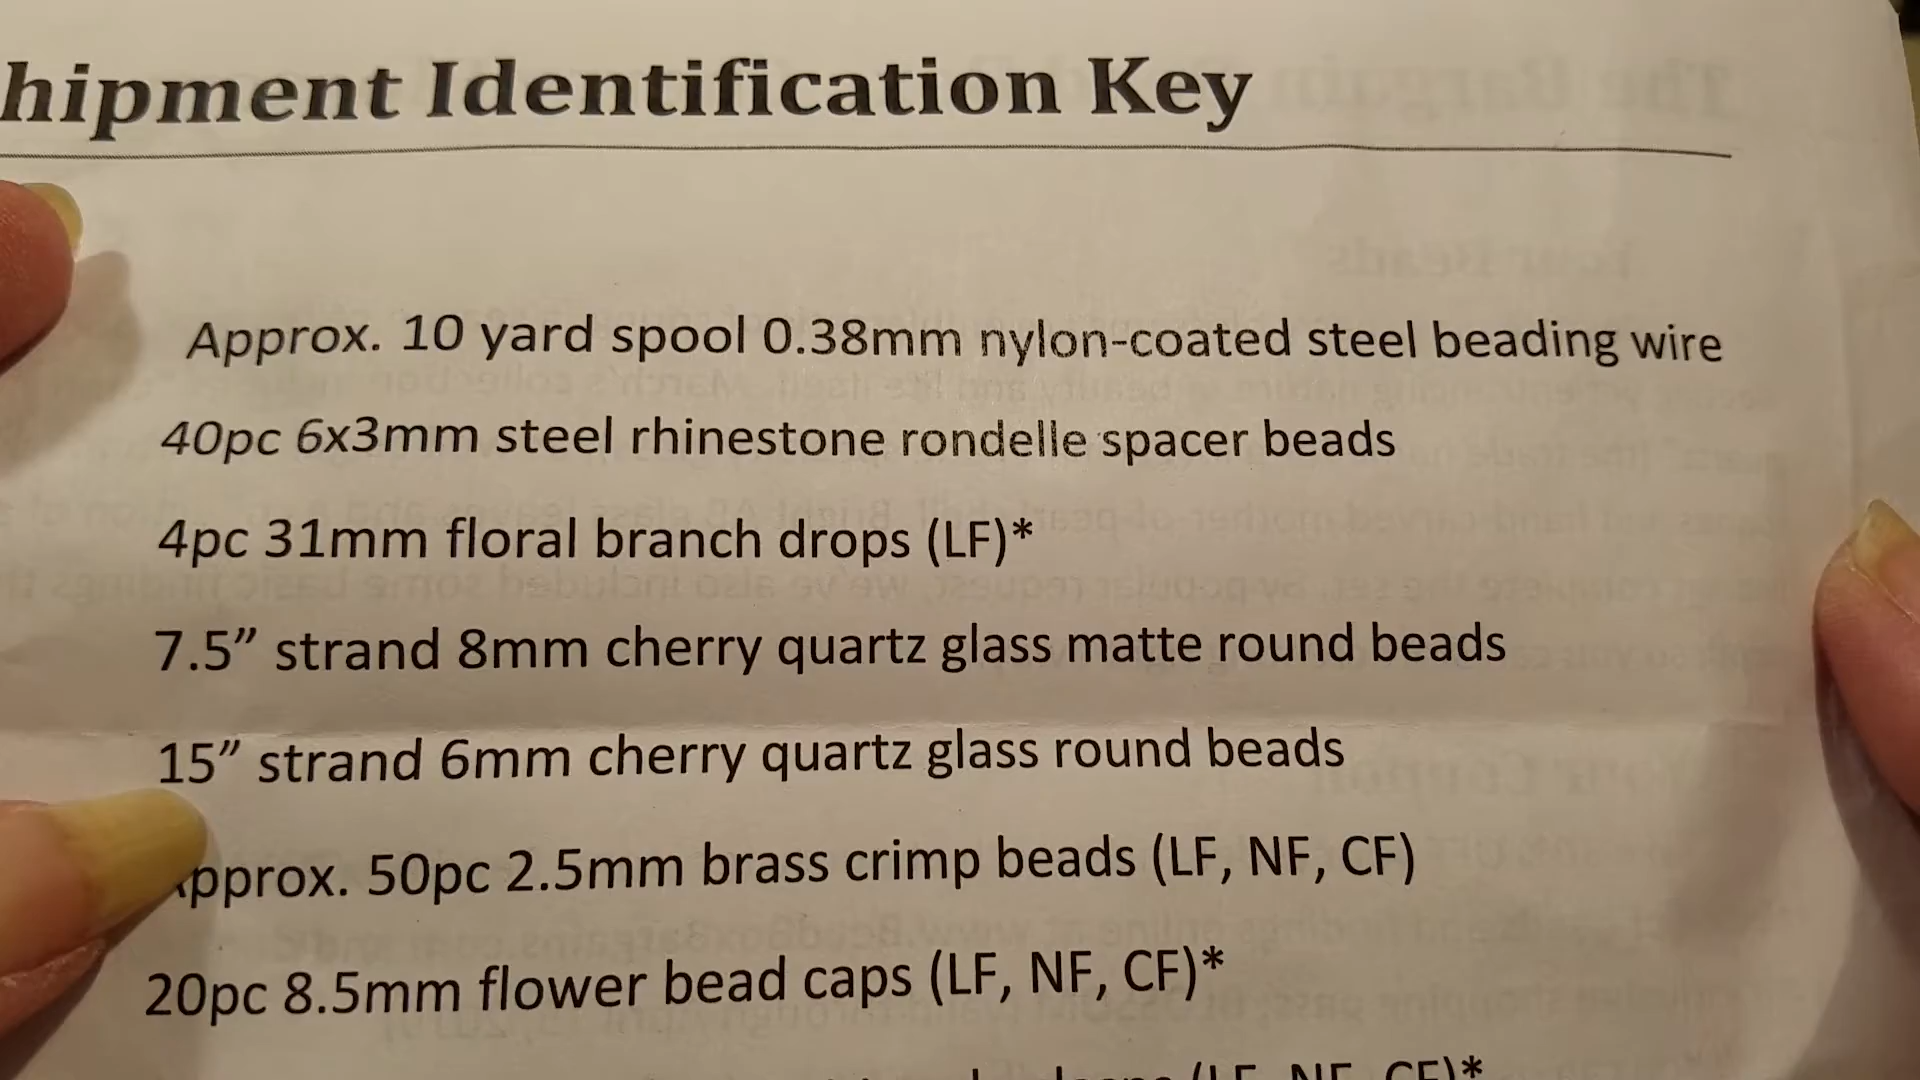 hipment Identification Key
Approx. 10 yard spool 0.38mm nylon-coated steel beading wire
40pc 6x3mm steel rhinestone rondelle spacer beads
4pc 31mm floral branch drops (LF)*
7.5” strand 8mm cherry quartz glass matte round beads
15” strand 6mm cherry quartz glass round beads
pprox. 50pc 2.5mm brass crimp beads (LF, NF, CF)
20pc 8.5mm flower bead caps (LF, NF, CF)*
(LF, NF, CF)*